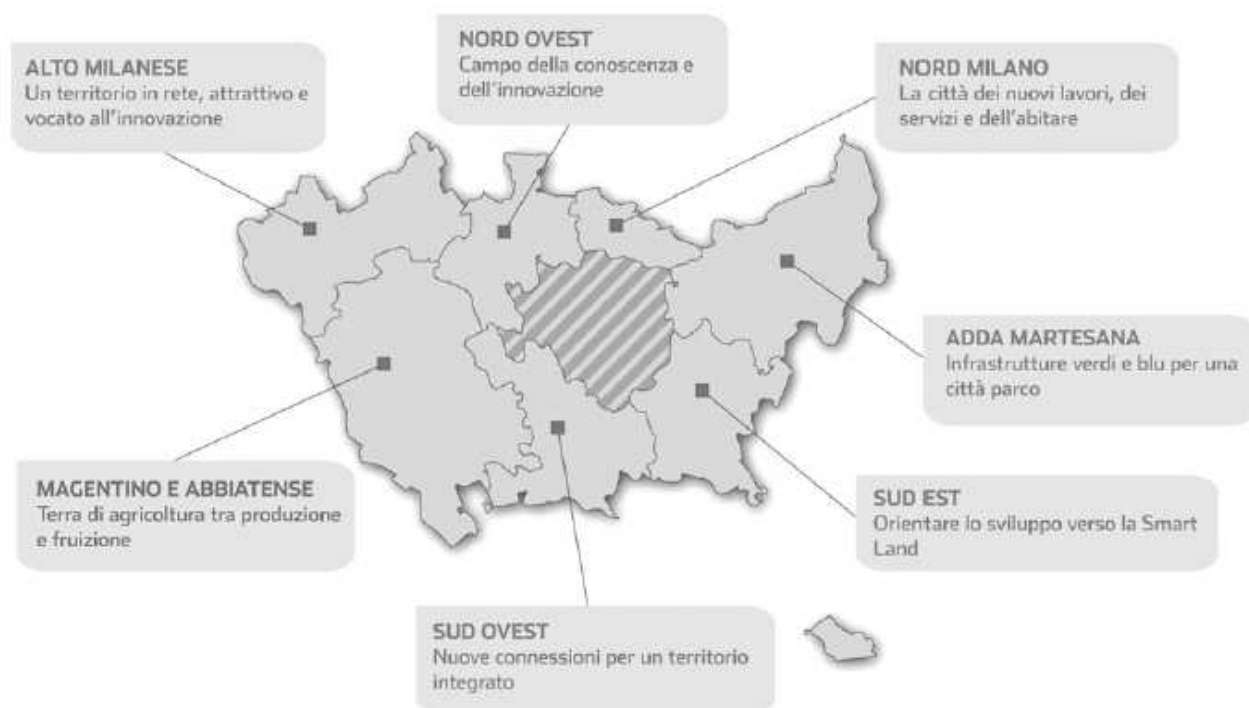 NORD OVEST
Campo della conoscenza e
dell'innovazione
ALTO MILANESE
Un territorio in rete, attrattivo e
vocato all'innovazione
NORD MILANO
La città dei nuovi lavori, dei
servizi e dell'abitare
ADDA MARTESANA
Infrastrutture verdi e blu per una
città parco
MAGENTINO E ABBIATENSE
Terra di agricoltura tra produzione
e fruizione
SUD EST
Orientare lo sviluppo verso la Smart
Land
SUD OVEST
Nuove connessioni per un territorio
integrato